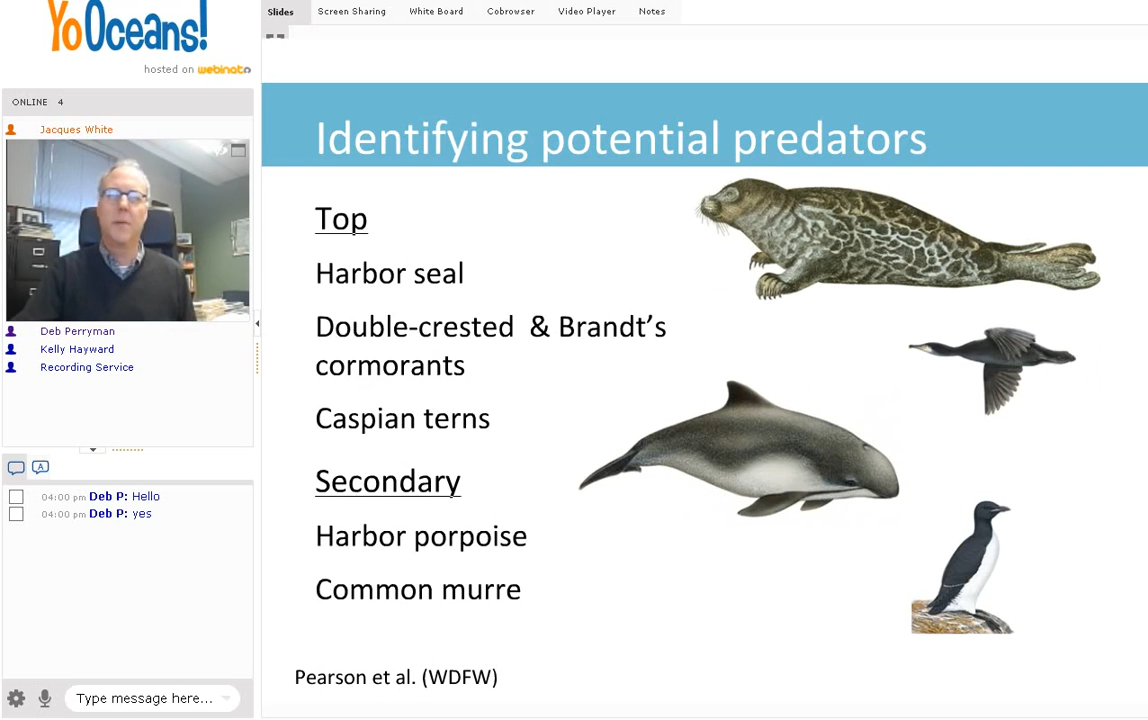 YoOceans!
hosted on webinato
ONLINE 4
Jacques White
Deb Perryman
Kelly Hayward
Recording Service
A
04:00 pm Deb P: Hello
04:00 pm Deb P: yes
Type message here...
Slides
Screen Sharing
White Board
Cobrowser
Video Player
Notes
Identifying potential predators
Top
Harbor seal
Double-crested & Brandt's
cormorants
Caspian terns
Secondary
Harbor porpoise
Common murre
Pearson et al. (WDFW)